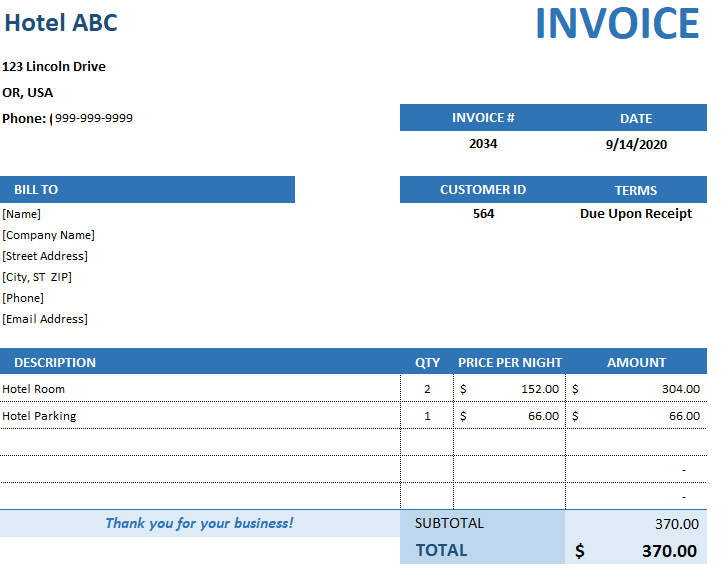 Hotel ABC
INVOICE
123 Lincoln Drive
OR, USA
Phone: ( 999-999-9999
INVOICE # DATE
2034 9/14/2020
BILL TO
CUSTOMER ID TERMS
564 Due Upon Receipt
[Name]
[Company Name]
[Street Address]
[City, ST ZIP]
[Phone]
[Email Address]
DESCRIPTION QTY PRICE PER NIGHT AMOUNT
Hotel Room 2 $ 152.00 $ 304.00
Hotel Parking 1 $ 66.00 $ 66.00
-
-
Thank you for your business! SUBTOTAL 370.00
TOTAL $ 370.00